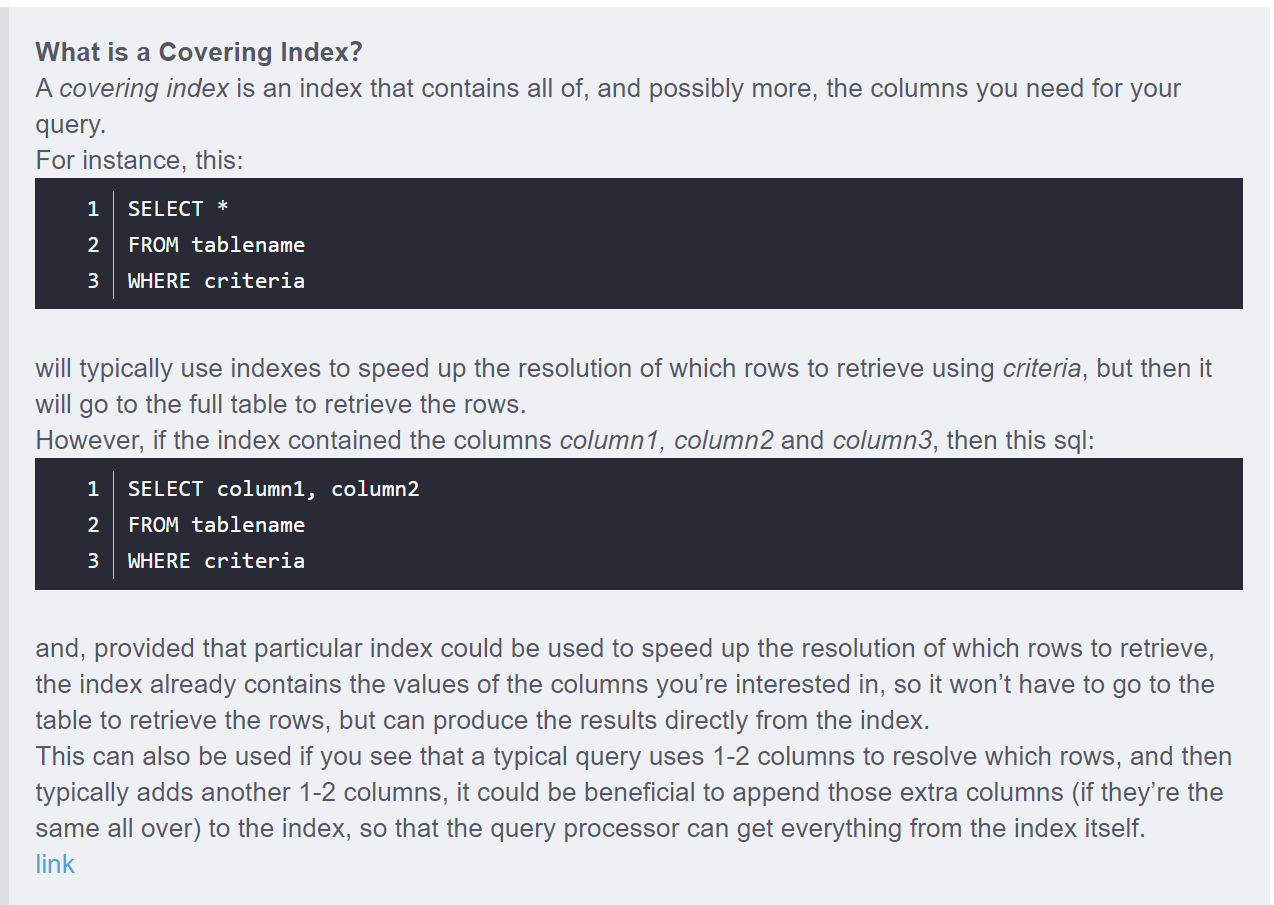 What is a Covering Index?
A covering index is an index that contains all of, and possibly more, the columns you need for your
query.
For instance, this:
1 SELECT *
2 FROM tablename
3 WHERE criteria
will typically use indexes to speed up the resolution of which rows to retrieve using criteria, but then it
will go to the full table to retrieve the rows.
However, if the index contained the columns column1, column2 and column3, then this sql:
1 SELECT column1, column2
2 FROM tablename
3 WHERE criteria
and, provided that particular index could be used to speed up the resolution of which rows to retrieve,
the index already contains the values of the columns you’re interested in, so it won’t have to go to the
table to retrieve the rows, but can produce the results directly from the index.
This can also be used if you see that a typical query uses 1-2 columns to resolve which rows, and then
typically adds another 1-2 columns, it could be beneficial to append those extra columns (if they’re the
same all over) to the index, so that the query processor can get everything from the index itself.
link